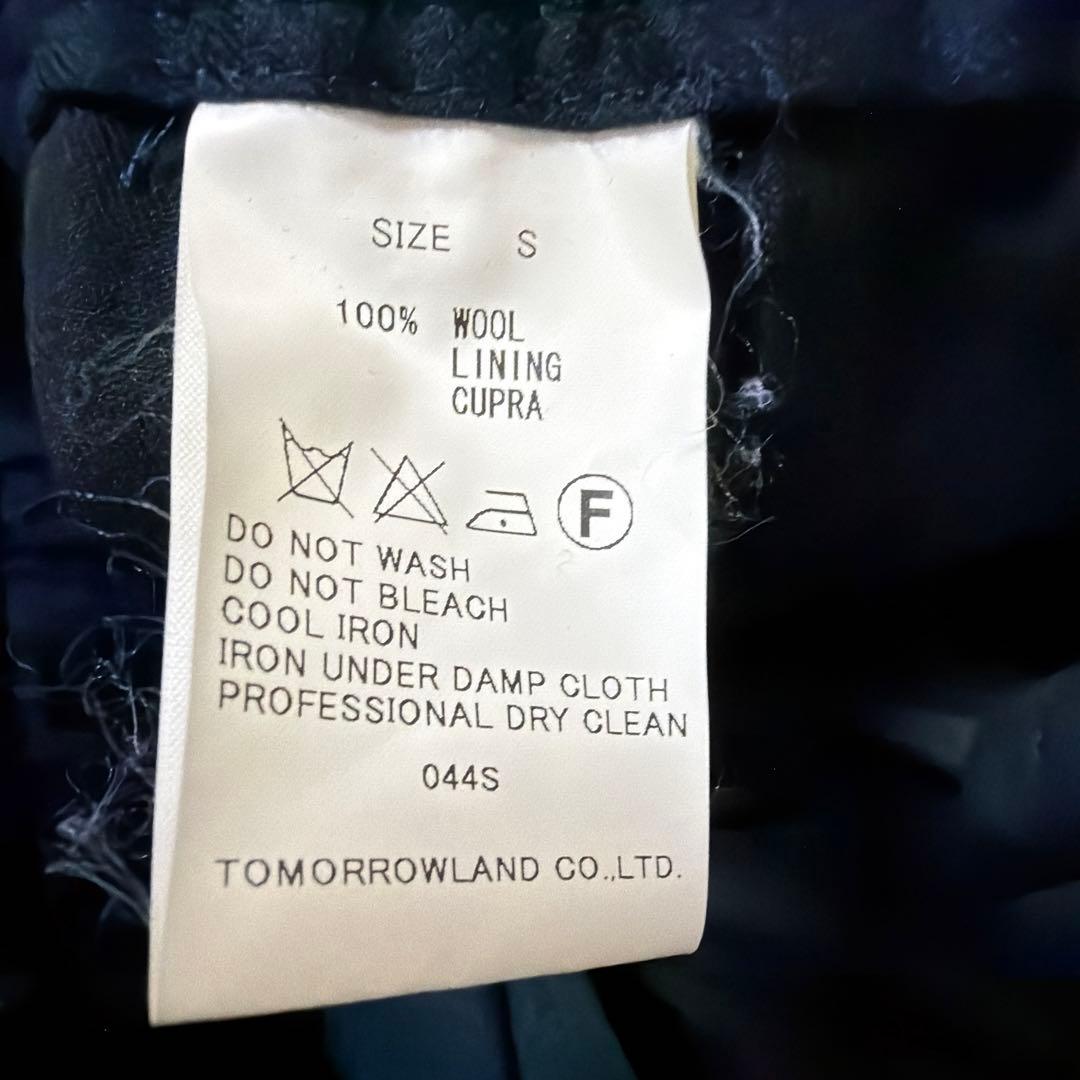 SIZE S
100% WOOL
LINING
CUPRA
F
DO NOT WASH
DO NOT BLEACH
COOL IRON
IRON UNDER DAMP CLOTH
PROFESSIONAL DRY CLEAN
044S
TOMORROWLAND CO.,LTD.